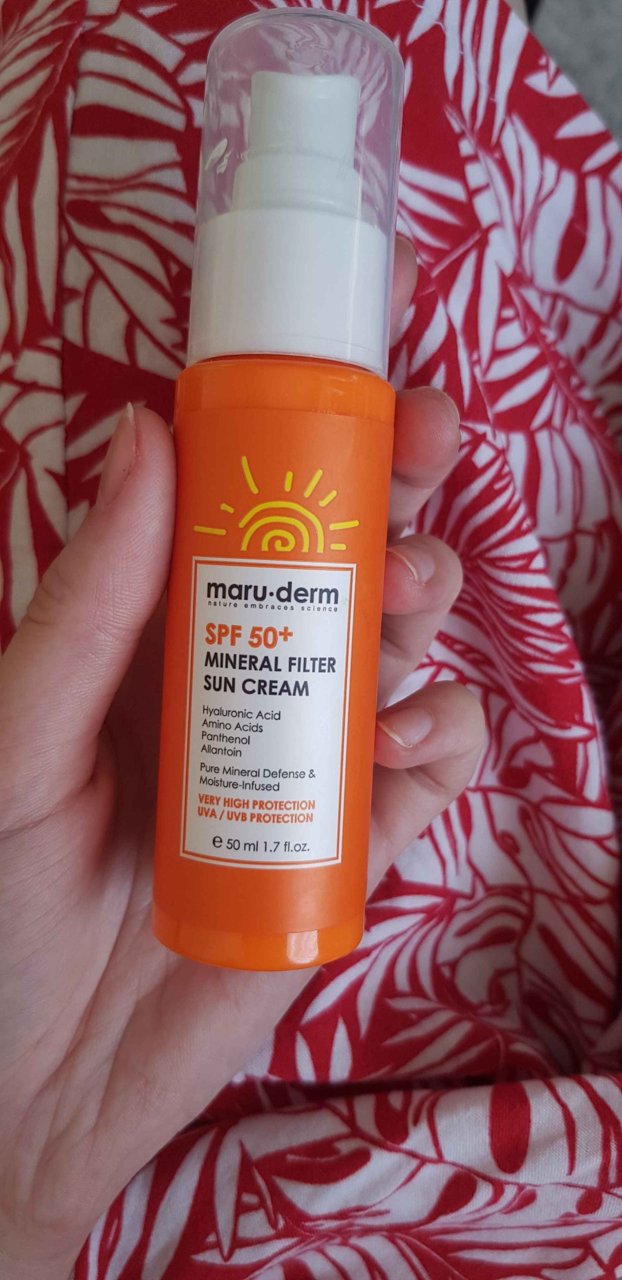 maru·derm
nature embraces science
SPF 50+
MINERAL FILTER
SUN CREAM
Hyaluronic Acid
Amino Acids
Panthenol
Allantoin
Pure Mineral Defense &
Moisture-Infused
VERY HIGH PROTECTION
UVA / UVB PROTECTION
℮ 50 ml 1.7 fl.oz.